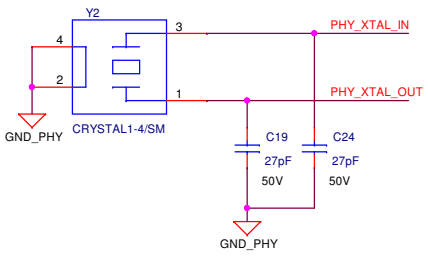 Y2
3
PHY_XTAL_IN
4
2
1
PHY_XTAL_OUT
GND_PHY
CRYSTAL1-4/SM
C19
27pF
50V
C24
27pF
50V
GND_PHY